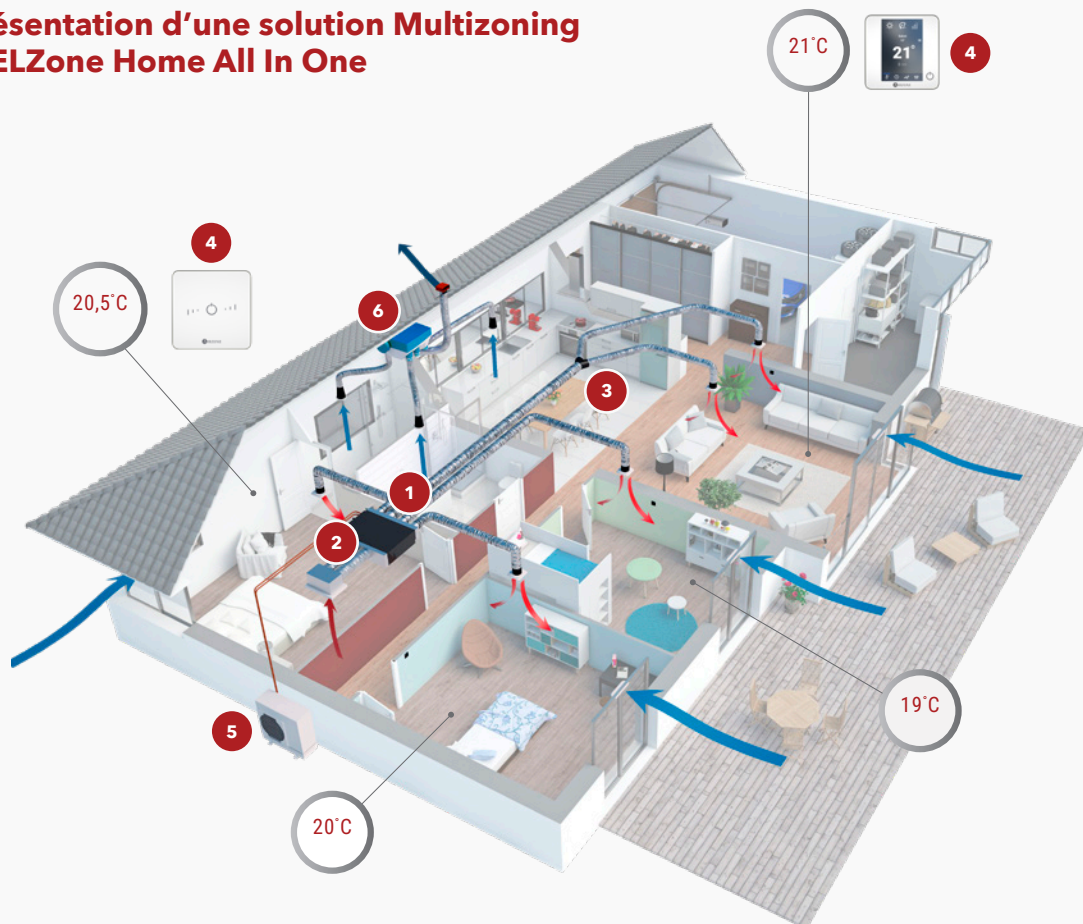 ésentation d’une solution Multizoning
ELZone Home All In One
21°C
21°
4
4
20,5°C
6
3
1
2
19°C
5
20°C